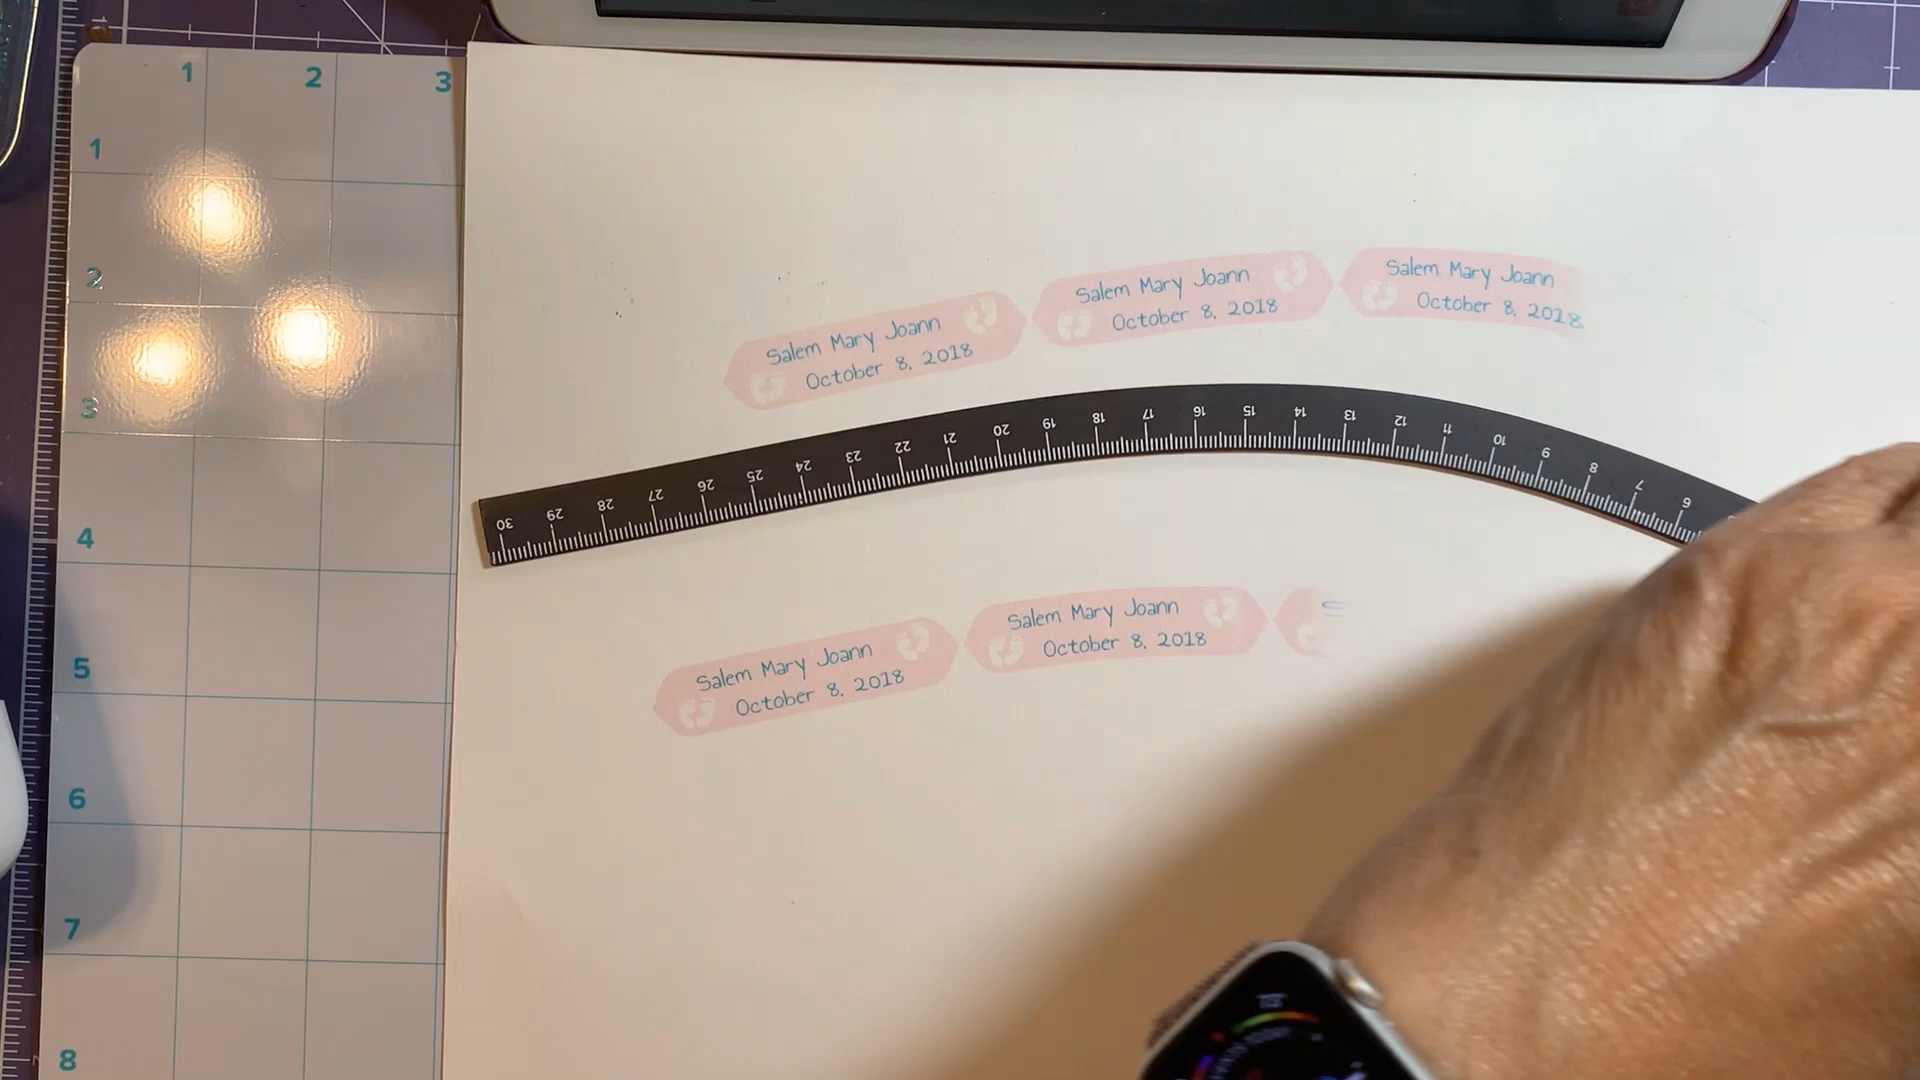 1 2 3
1
2
3
4
5
6
7
8
Salem Mary Joann
October 8, 2018
Salem Mary Joann
October 8, 2018
Salem Mary Joann
October 8, 2018
30 29 28 27 26 25 24 23 22 21 20 19 18 17 16 15 14 13 12 11 10 9 8 7 6
Salem Mary Joann
October 8, 2018
Salem Mary Joann
October 8, 2018
S